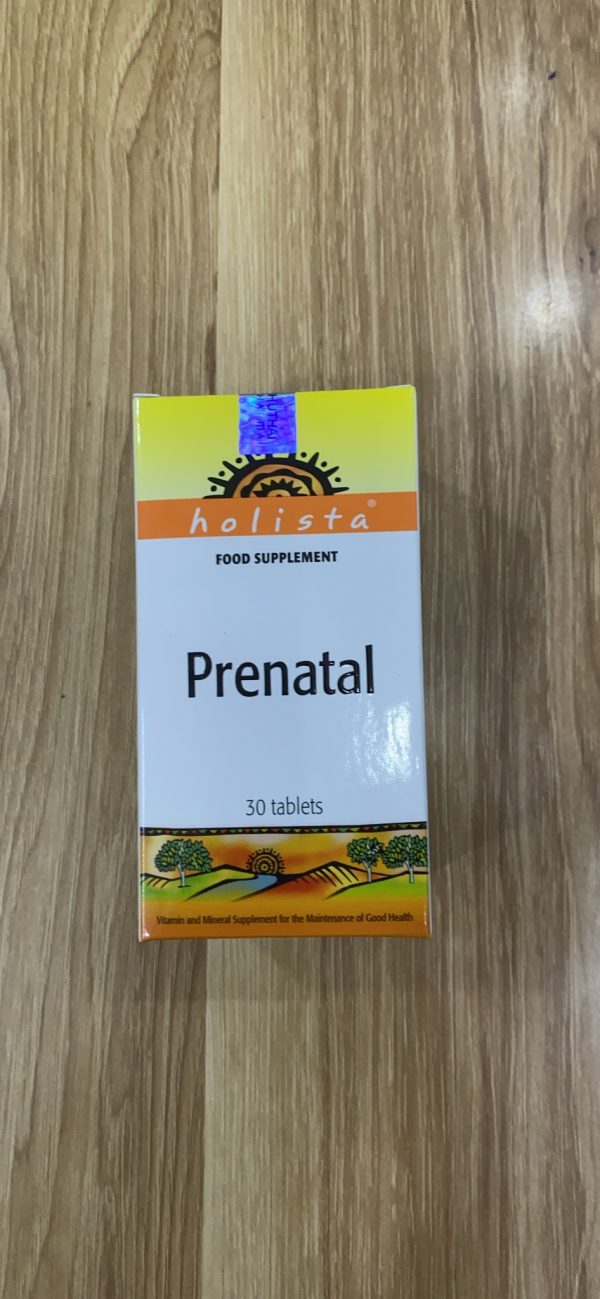 holista®
FOOD SUPPLEMENT
Prenatal
30 tablets
Vitamin and Mineral Supplement for the Maintenance of Good Health